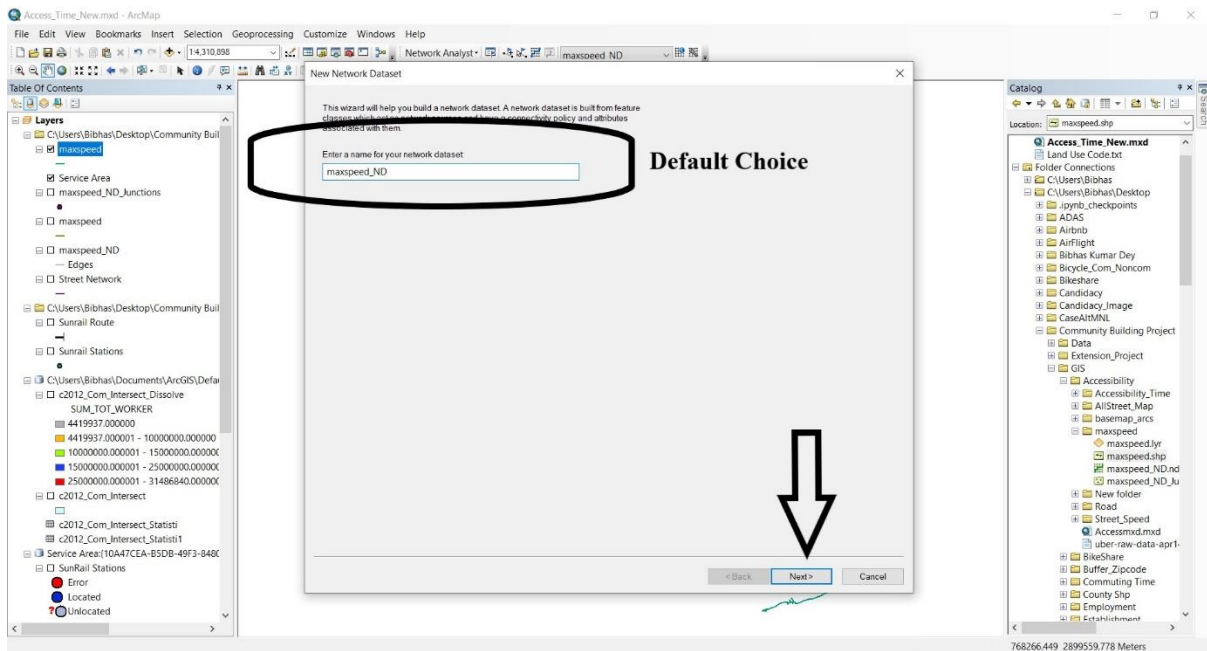 Access_Time_New.mxd - ArcMap
File Edit View Bookmarks Insert Selection Geoprocessing Customize Windows Help
1:4,310,898
Network Analyst
maxspeed_ND
Table Of Contents
Layers
C:\Users\Bibhas\Desktop\Community Buil
maxspeed
Service Area
maxspeed_ND_Junctions
maxspeed
maxspeed_ND
Edges
Street Network
C:\Users\Bibhas\Desktop\Community Buil
Sunrail Route
Sunrail Stations
C:\Users\Bibhas\Documents\ArcGIS\Defau
c2012_Com_Intersect_Dissolve
SUM_TOT_WORKER
4419937.000000
4419937.000001 - 10000000.000000
10000000.000001 - 15000000.00000
15000000.000001 - 25000000.00000
25000000.000001 - 31486840.00000
c2012_Com_Intersect
c2012_Com_Intersect_Statisti
c2012_Com_Intersect_Statisti1
Service Area:(10A47CEA-B5DB-49F3-848C
SunRail Stations
Error
Located
? Unlocated
New Network Dataset
This wizard will help you build a network dataset. A network dataset is built from feature
classes which act as network sources and have a connectivity policy and attributes
associated with them.
Enter a name for your network dataset:
maxspeed_ND
Default Choice
<Back Next> Cancel
Catalog
Location: maxspeed.shp
Access_Time_New.mxd
Land Use Code.txt
Folder Connections
C:\Users\Bibhas
C:\Users\Bibhas\Desktop
.ipynb_checkpoints
ADAS
Airbnb
AirFlight
Bibhas Kumar Dey
Bicycle_Com_Noncom
Bikeshare
Candidacy
Candidacy_Image
CaseAltMNL
Community Building Project
Data
Extension_Project
GIS
Accessibility
Accessibility_Time
AllStreet_Map
basemap_arcs
maxspeed
maxspeed.lyr
maxspeed.shp
maxspeed_ND.nd
maxspeed_ND_Ju
New folder
Road
Street_Speed
Accessmxd.mxd
uber-raw-data-apr1
BikeShare
Buffer_Zipcode
Commuting Time
County Shp
Employment
Establishment
Search
768266.449 2899559.778 Meters